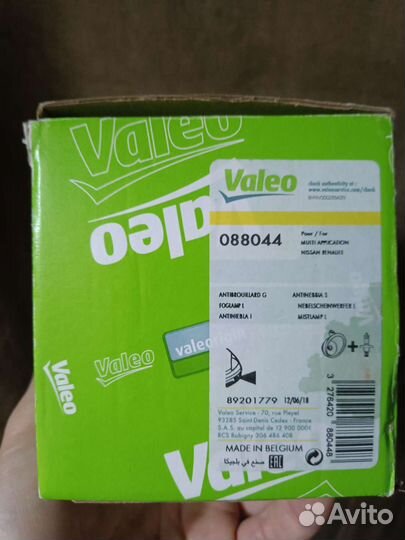 Valeo
Valeo
Valeo
Valeo
check authenticity at :
www.valeoservice.com/check
088044
Pour / For
MULTI APPLICATION
NISSAN RENAULT
ANTIBROUILLARD G
FOGLAMP L
ANTINIEBLA I
ANTINEBBIA S
NEBELSCHEINWERFER L
MISTLAMP L
Valeo
89201779 12/06/18
Valeo Service - 70, rue Pleyel
93285 Saint-Denis Cedex - France
S.A.S. au capital de 12 900 000€
RCS Bobigny 306 486 408
MADE IN BELGIUM
صنع في بلجيكا EAC
3 276420 880448
Valeo
Avito